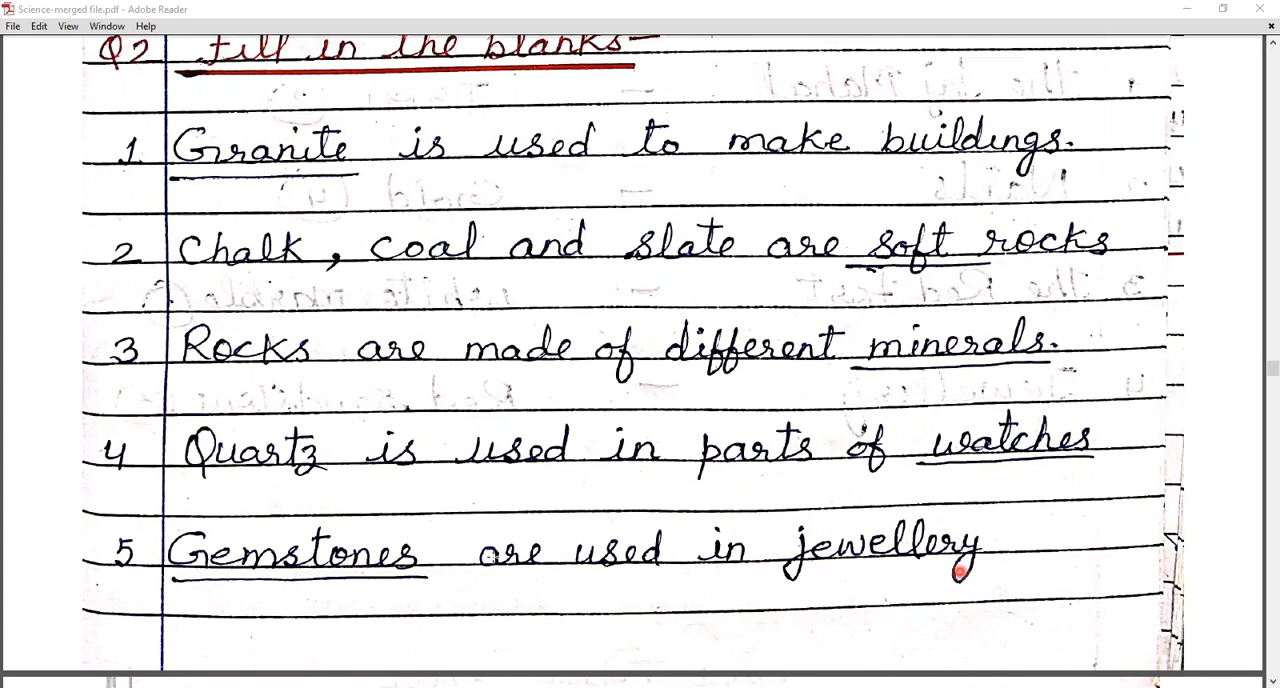 Science-merged file.pdf - Adobe Reader
File Edit View Window Help
Q2 Fill in the blanks-
1 Granite is used to make buildings.
2 Chalk, coal and slate are soft rocks
3 Rocks are made of different minerals.
4 Quartz is used in parts of watches
5 Gemstones are used in jewellery